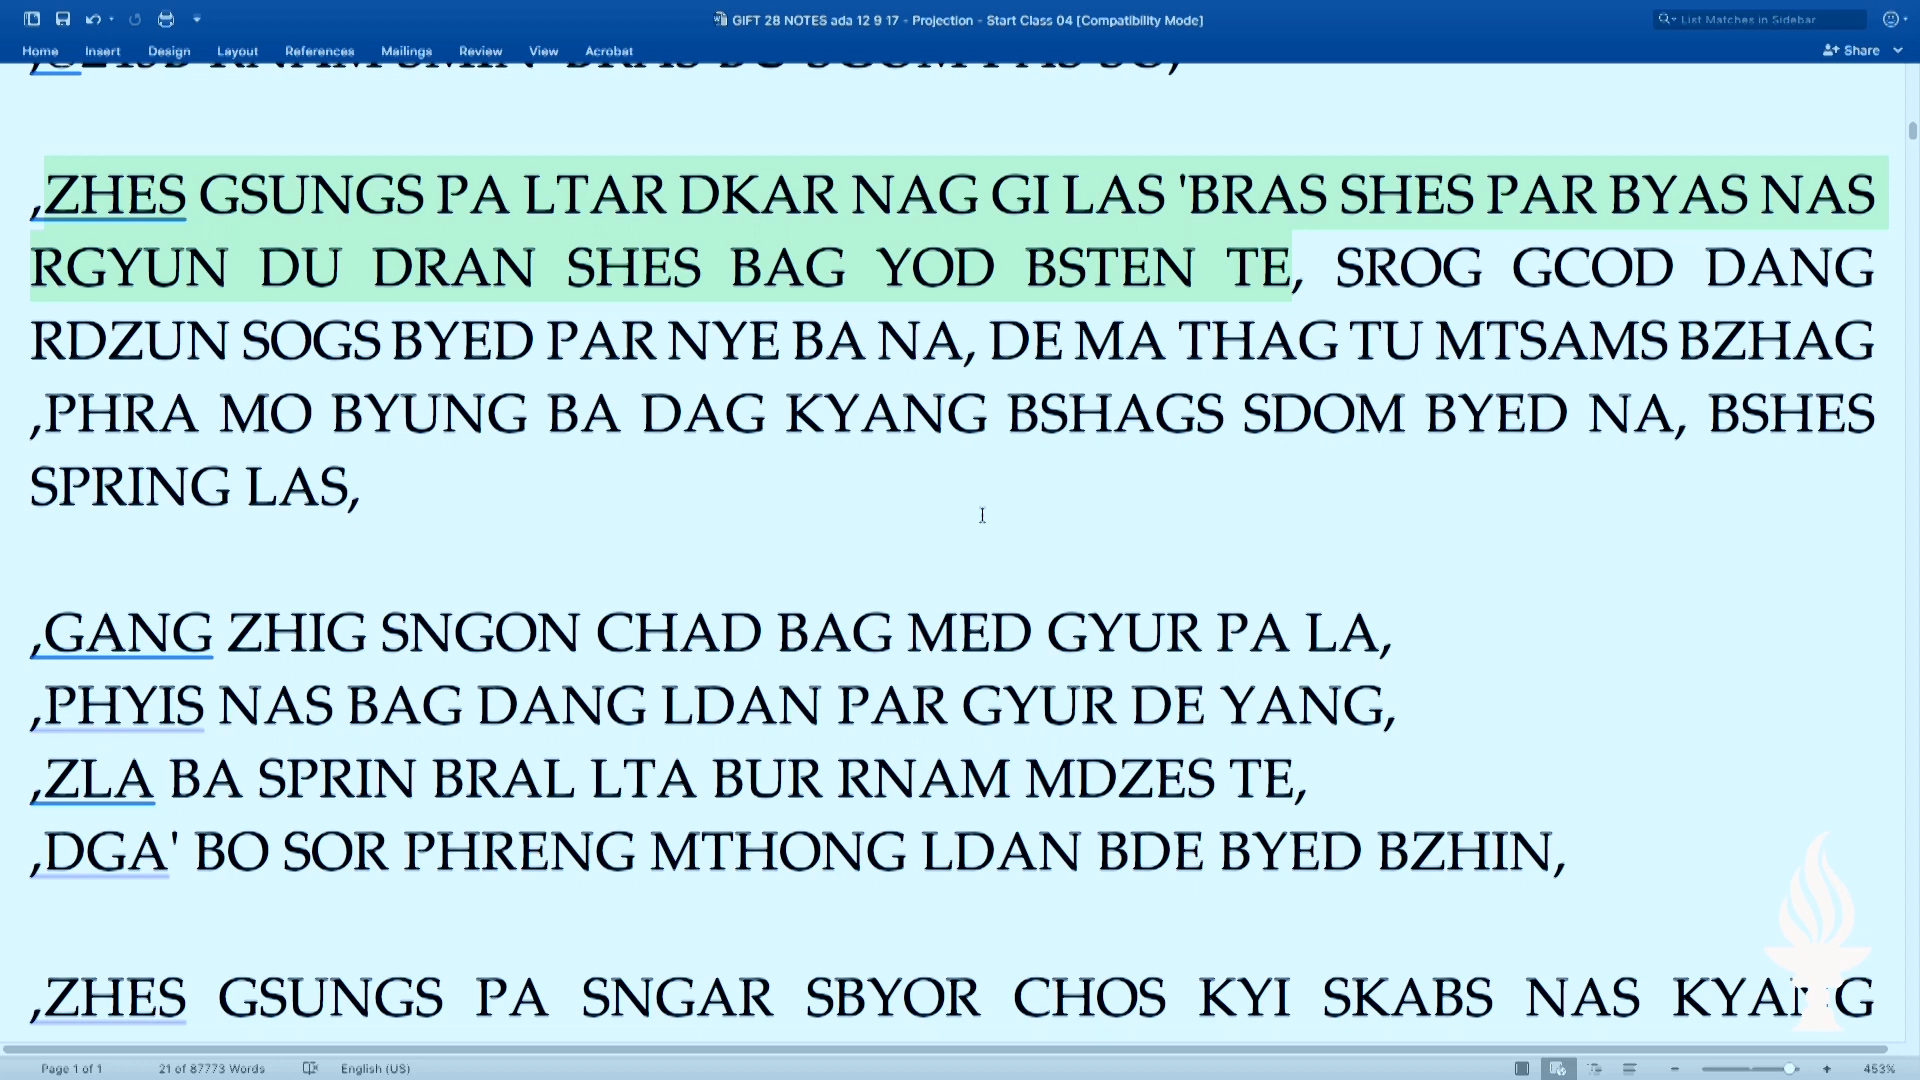 GIFT 28 NOTES ada 12 9 17 - Projection - Start Class 04 [Compatibility Mode]
List Matches in Sidebar
Home Insert Design Layout References Mailings Review View Acrobat
Share
,ZHES GSUNGS PA LTAR DKAR NAG GI LAS 'BRAS SHES PAR BYAS NAS
RGYUN DU DRAN SHES BAG YOD BSTEN TE, SROG GCOD DANG
RDZUN SOGS BYED PAR NYE BA NA, DE MA THAG TU MTSAMS BZHAG
,PHRA MO BYUNG BA DAG KYANG BSHAGS SDOM BYED NA, BSHES
SPRING LAS,
,GANG ZHIG SNGON CHAD BAG MED GYUR PA LA,
,PHYIS NAS BAG DANG LDAN PAR GYUR DE YANG,
,ZLA BA SPRIN BRAL LTA BUR RNAM MDZES TE,
,DGA' BO SOR PHRENG MTHONG LDAN BDE BYED BZHIN,
,ZHES GSUNGS PA SNGAR SBYOR CHOS KYI SKABS NAS KYANG
Page 1 of 1 21 of 87773 Words English (US) 453%